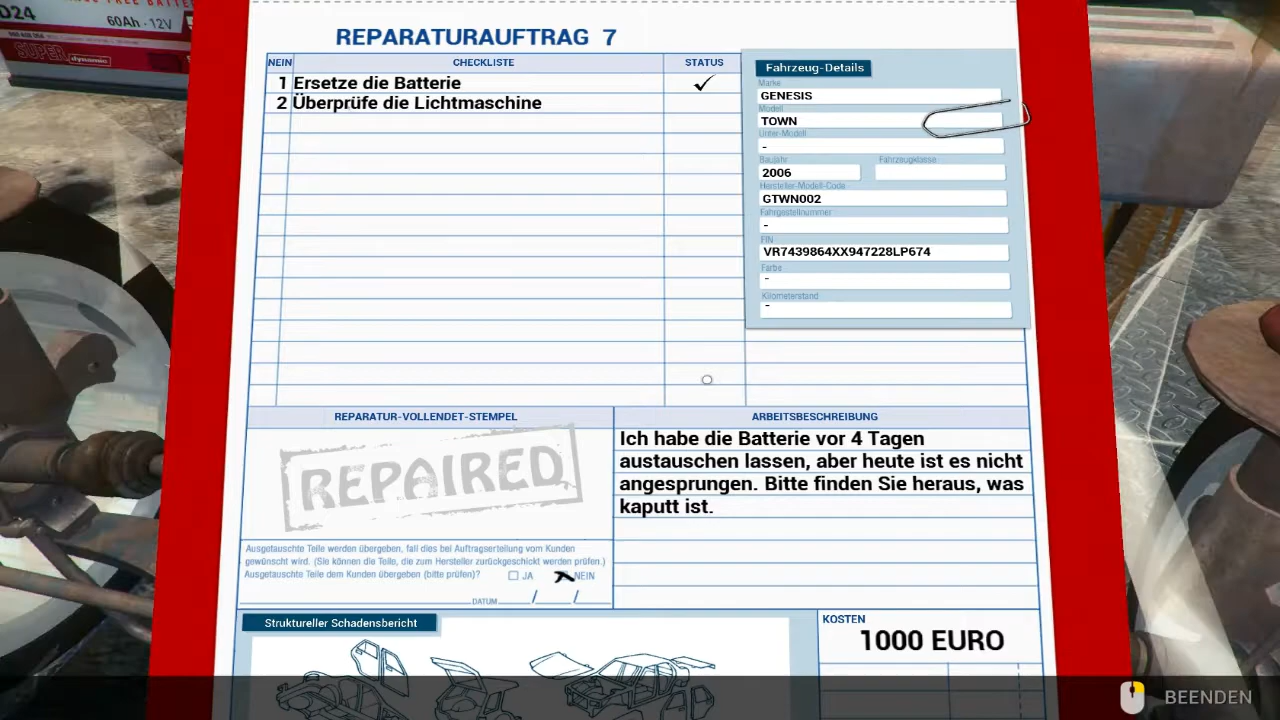 D24
60Ah · 12V
SUPER dynamic
REPARATURAUFTRAG 7
NEIN CHECKLISTE STATUS
1 Ersetze die Batterie
2 Überprüfe die Lichtmaschine
Fahrzeug-Details
Marke
GENESIS
Modell
TOWN
Unter-Modell
-
Baujahr Fahrzeugklasse
2006
Hersteller-Modell-Code
GTWN002
Fahrgestellnummer
-
FIN
VR7439864XX947228LP674
Farbe
-
Kilometerstand
-
REPARATUR-VOLLENDET-STEMPEL
REPAIRED
ARBEITSBESCHREIBUNG
Ich habe die Batterie vor 4 Tagen
austauschen lassen, aber heute ist es nicht
angesprungen. Bitte finden Sie heraus, was
kaputt ist.
Ausgetauschte Teile werden übergeben, fall dies bei Auftragserteilung vom Kunden
gewünscht wird. (Sie können die Teile, die zum Hersteller zurückgeschickt werden prüfen.)
Ausgetauschte Teile dem Kunden übergeben (bitte prüfen)? JA NEIN
DATUM / /
Struktureller Schadensbericht
KOSTEN
1000 EURO
BEENDEN